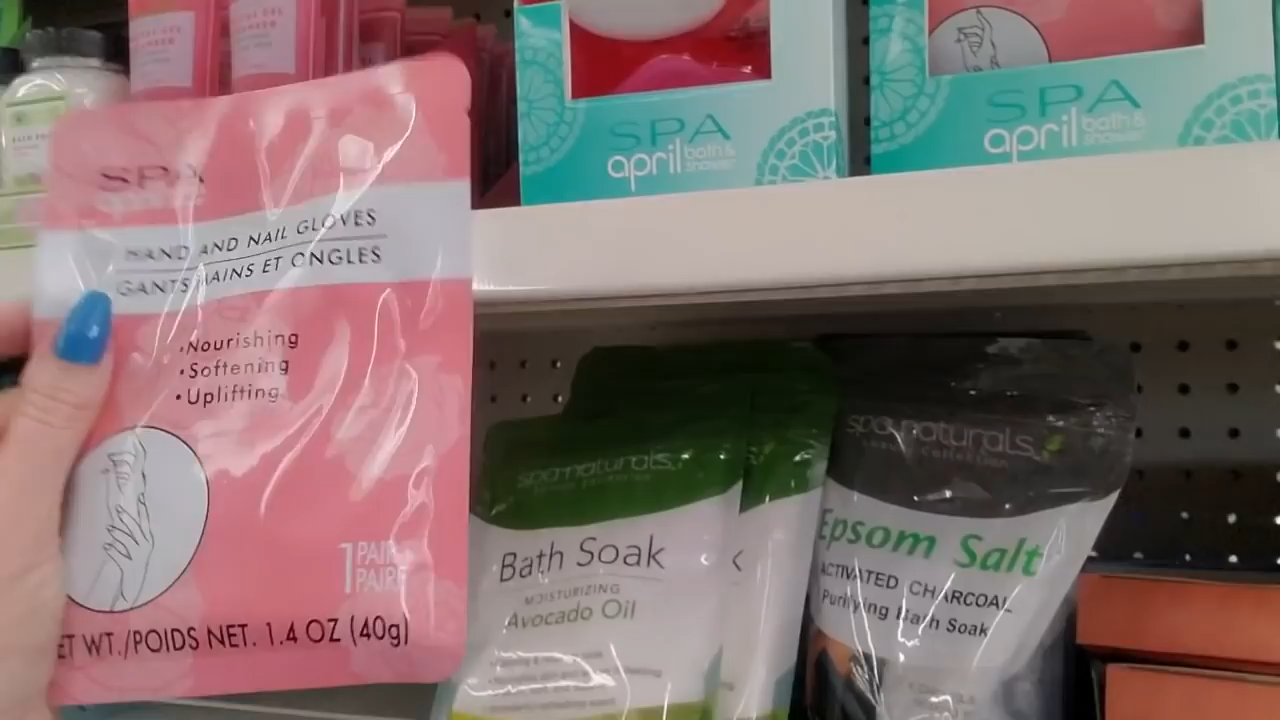 SPA
HAND AND NAIL GLOVES
GANTS MAINS ET ONGLES
•Nourishing
•Softening
•Uplifting
1 PAIR
PAIRE
ET WT./POIDS NET. 1.4 OZ (40g)
SPA
april bath &
shower
SPA
april bath &
shower
spa naturals
Bath Soak
MOISTURIZING
Avocado Oil
spa naturals
Epsom Salt
ACTIVATED CHARCOAL
Purifying Bath Soak